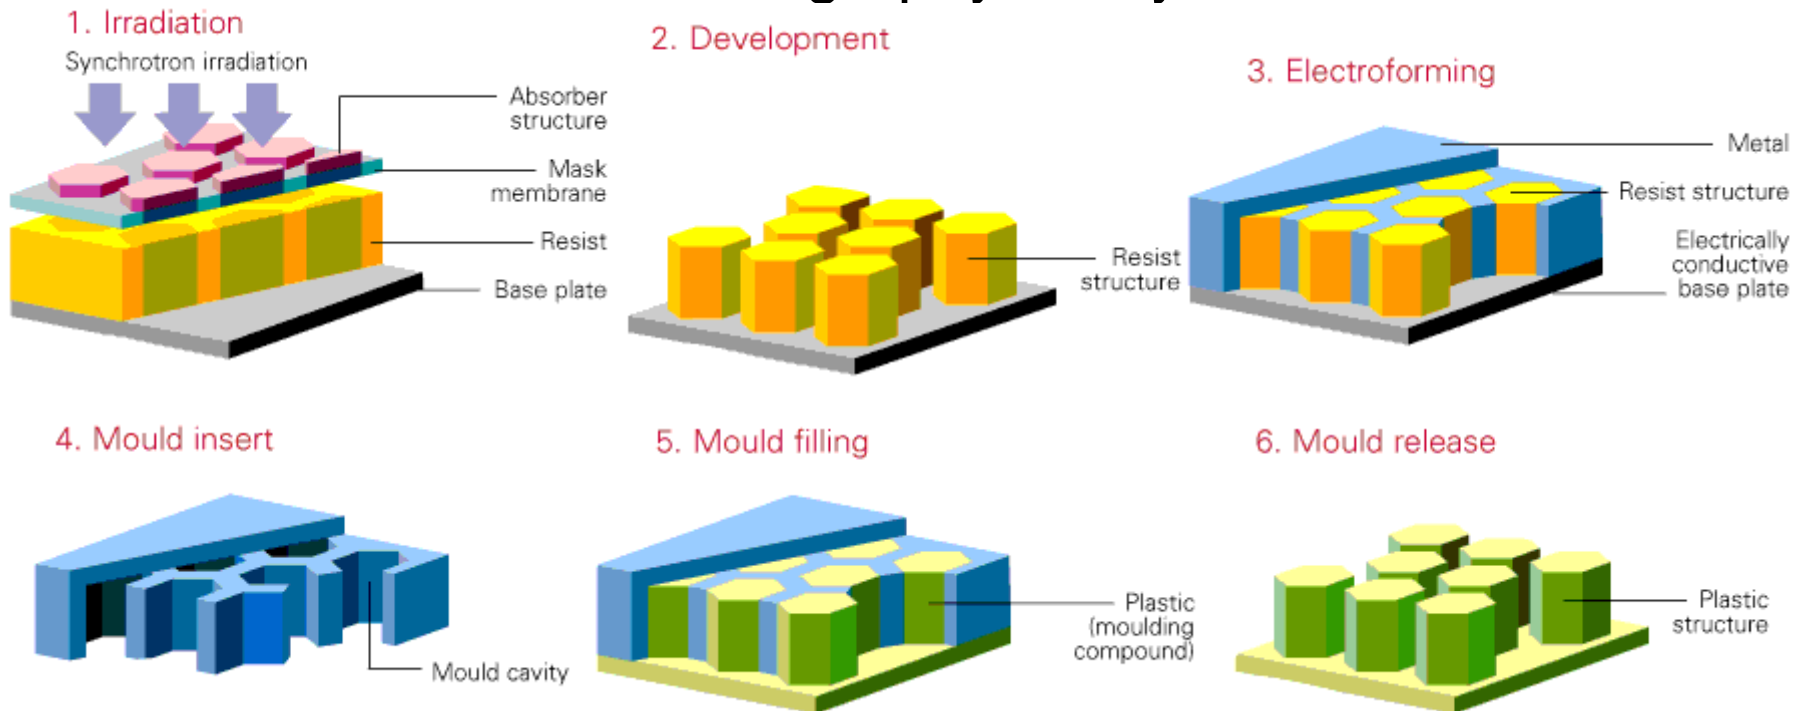 1. Irradiation
Synchrotron irradiation
Absorber
structure
Mask
membrane
Resist
Base plate
2. Development
Resist
structure
3. Electroforming
Metal
Resist structure
Electrically
conductive
base plate
4. Mould insert
Mould cavity
5. Mould filling
Plastic
(moulding
compound)
6. Mould release
Plastic
structure